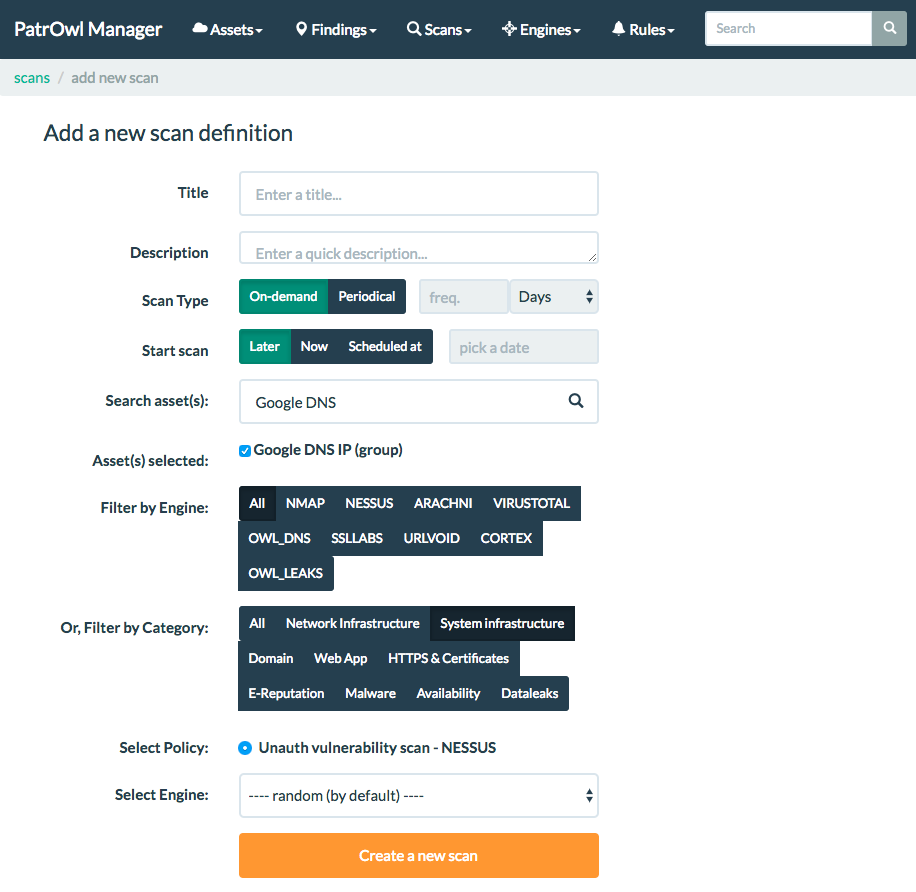 PatrOwl Manager Assets Findings Scans Engines Rules Search
scans / add new scan
Add a new scan definition
Title Enter a title...
Description Enter a quick description...
Scan Type On-demand Periodical freq. Days
Start scan Later Now Scheduled at pick a date
Search asset(s): Google DNS
Asset(s) selected: Google DNS IP (group)
Filter by Engine: All NMAP NESSUS ARACHNI VIRUSTOTAL
OWL_DNS SSLLABS URLVOID CORTEX
OWL_LEAKS
Or, Filter by Category: All Network Infrastructure System infrastructure
Domain Web App HTTPS & Certificates
E-Reputation Malware Availability Dataleaks
Select Policy: Unauth vulnerability scan - NESSUS
Select Engine: ---- random (by default) ----
Create a new scan